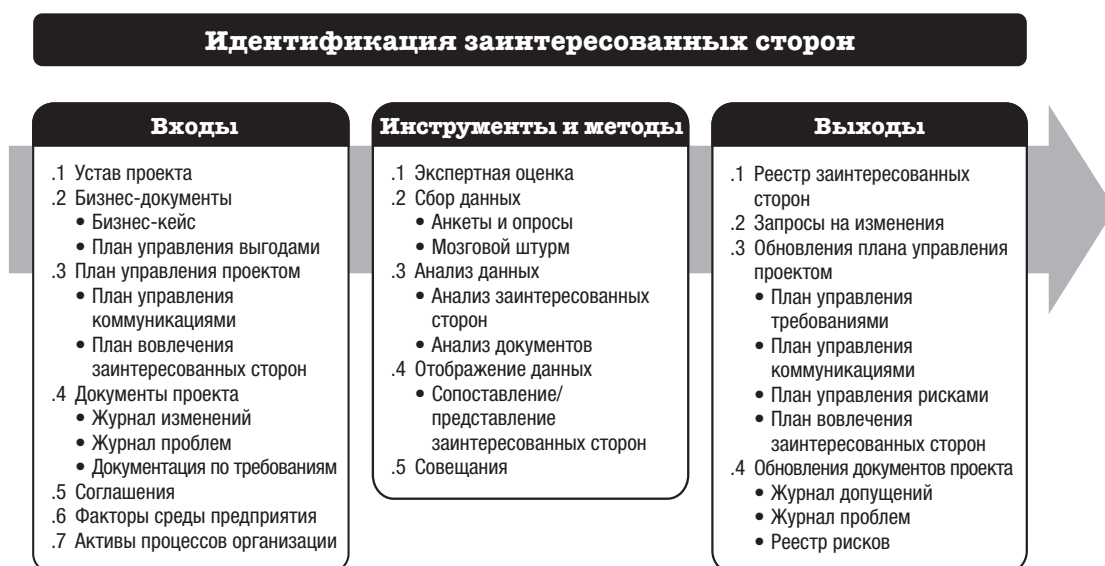 Идентификация заинтересованных сторон
Входы
.1 Устав проекта
.2 Бизнес-документы
• Бизнес-кейс
• План управления выгодами
.3 План управления проектом
• План управления
коммуникациями
• План вовлечения
заинтересованных сторон
.4 Документы проекта
• Журнал изменений
• Журнал проблем
• Документация по требованиям
.5 Соглашения
.6 Факторы среды предприятия
.7 Активы процессов организации
Инструменты и методы
.1 Экспертная оценка
.2 Сбор данных
• Анкеты и опросы
• Мозговой штурм
.3 Анализ данных
• Анализ заинтересованных
сторон
• Анализ документов
.4 Отображение данных
• Сопоставление/
представление
заинтересованных сторон
.5 Совещания
Выходы
.1 Реестр заинтересованных
сторон
.2 Запросы на изменения
.3 Обновления плана управления
проектом
• План управления
требованиями
• План управления
коммуникациями
• План управления рисками
• План вовлечения
заинтересованных сторон
.4 Обновления документов проекта
• Журнал допущений
• Журнал проблем
• Реестр рисков